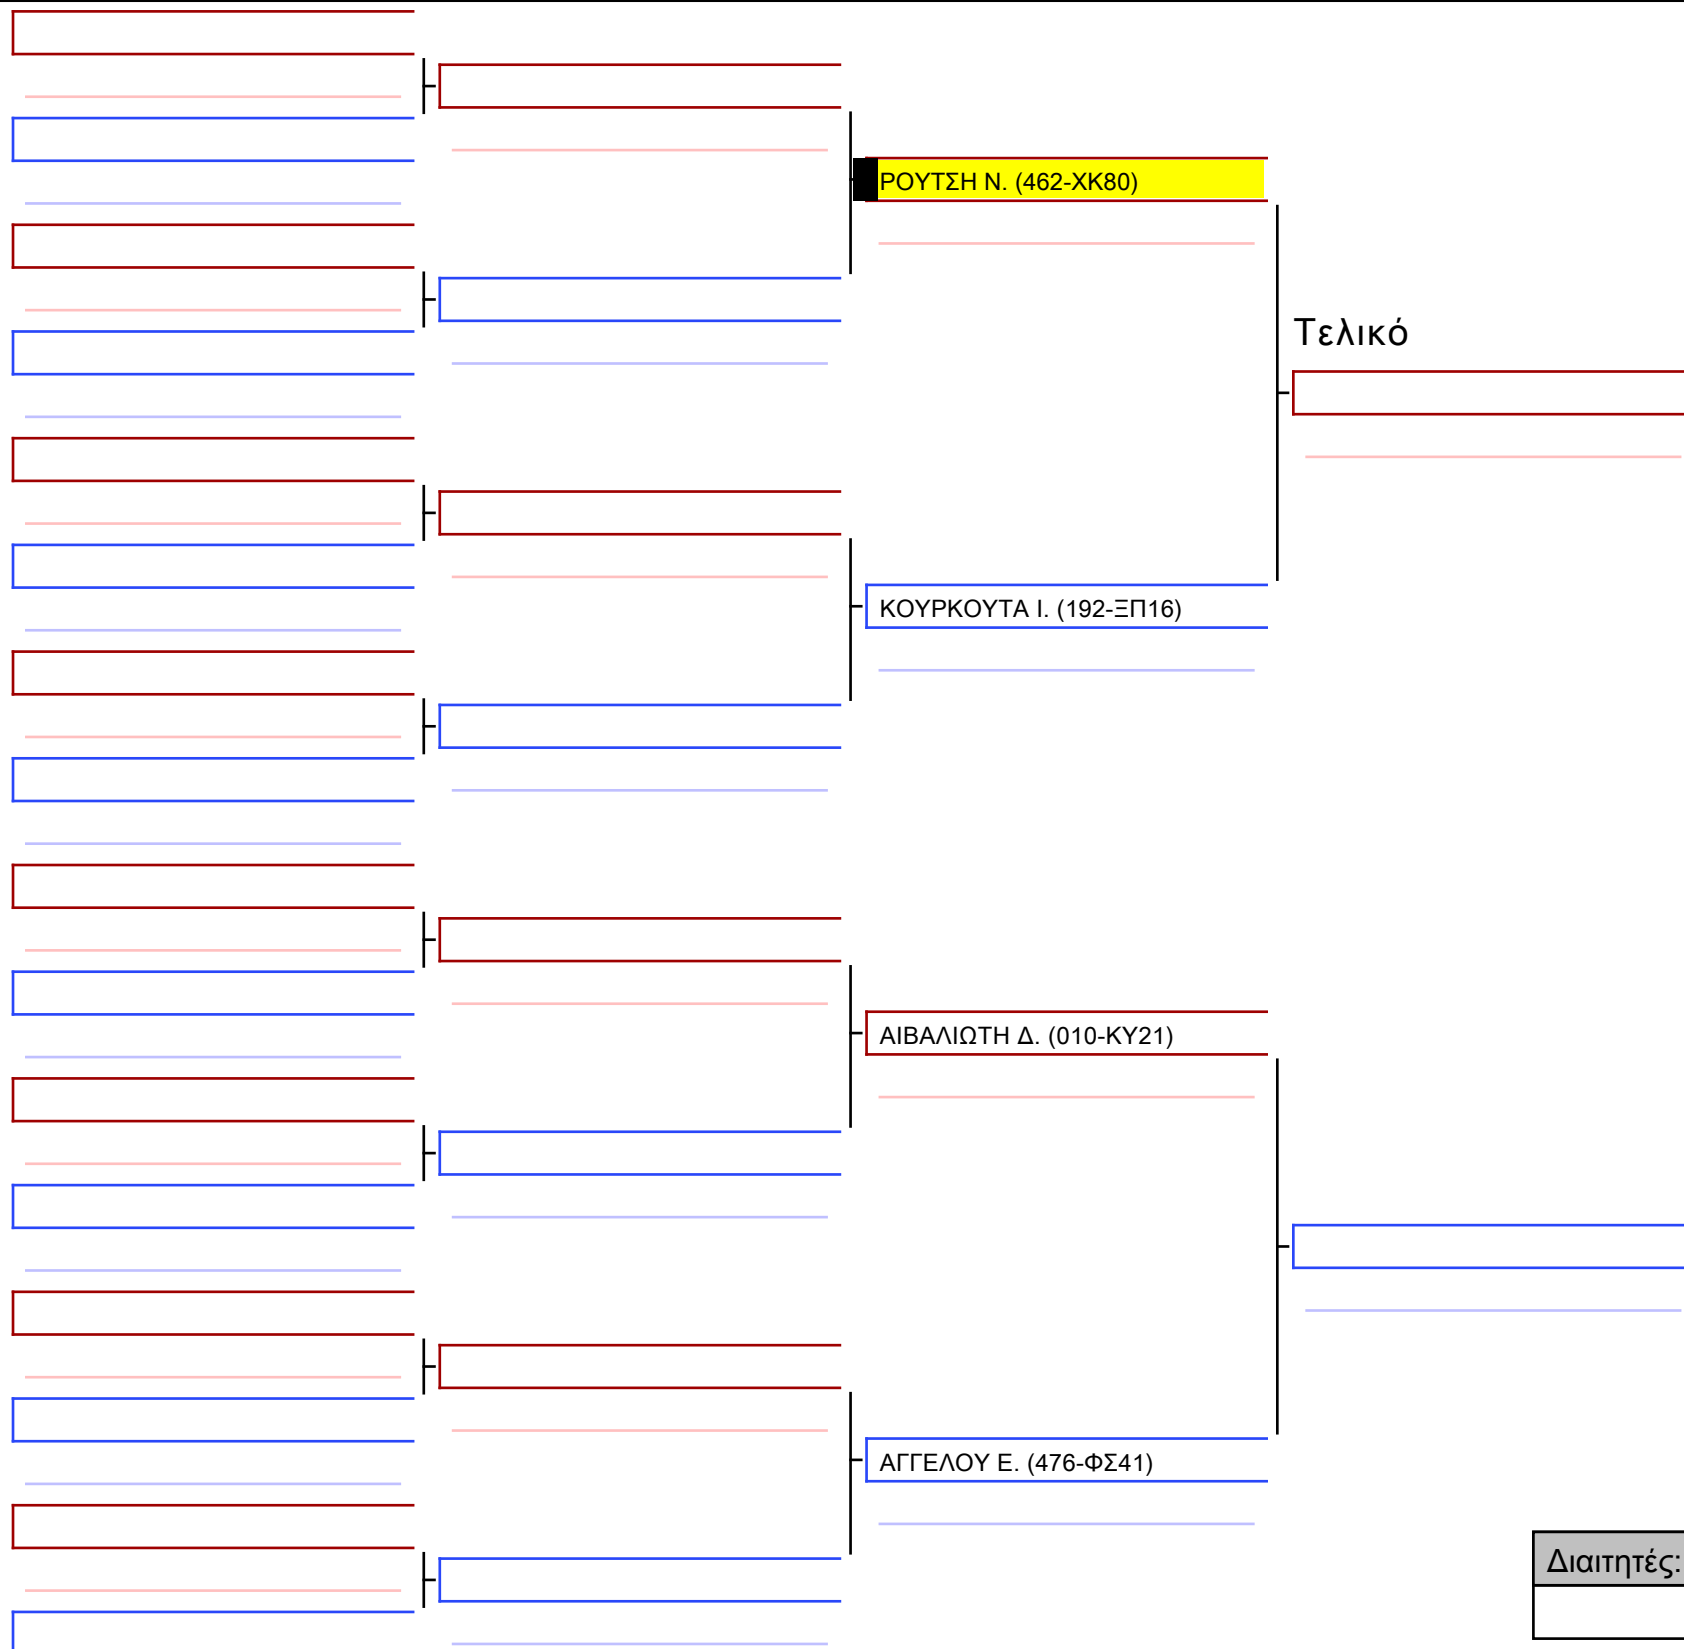 ΡΟΥΤΣΗ Ν. (462-ΧΚ80)
Τελικό
ΚΟΥΡΚΟΥΤΑ Ι. (192-ΞΠ16)
ΑΙΒΑΛΙΩΤΗ Δ. (010-ΚΥ21)
ΑΓΓΕΛΟΥ Ε. (476-ΦΣ41)
Διαιτητές: